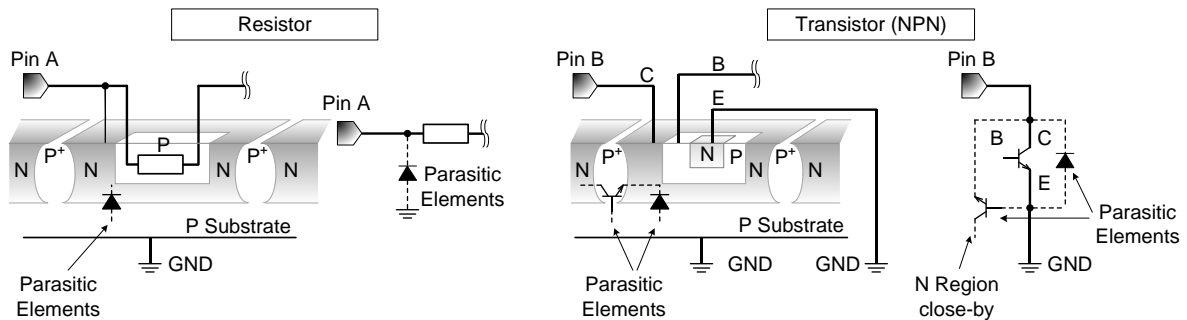 Resistor
Transistor (NPN)
Pin A
Pin A
N
P+
N
P
N
P+
N
Parasitic
Elements
P Substrate
GND
Parasitic
Elements
Pin B
C
B
E
N
P+
N
N
P
P+
N
P Substrate
GND
GND
Parasitic
Elements
Pin B
B
C
E
Parasitic
Elements
GND
N Region
close-by